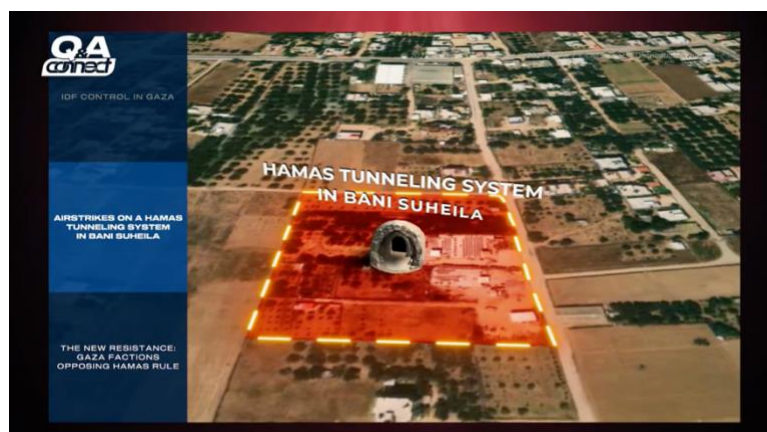 Q&A
connect
IDF CONTROL IN GAZA
AIRSTRIKES ON A HAMAS
TUNNELING SYSTEM
IN BANI SUHEILA
THE NEW RESISTANCE:
GAZA FACTIONS
OPPOSING HAMAS RULE
HAMAS TUNNELING SYSTEM
IN BANI SUHEILA